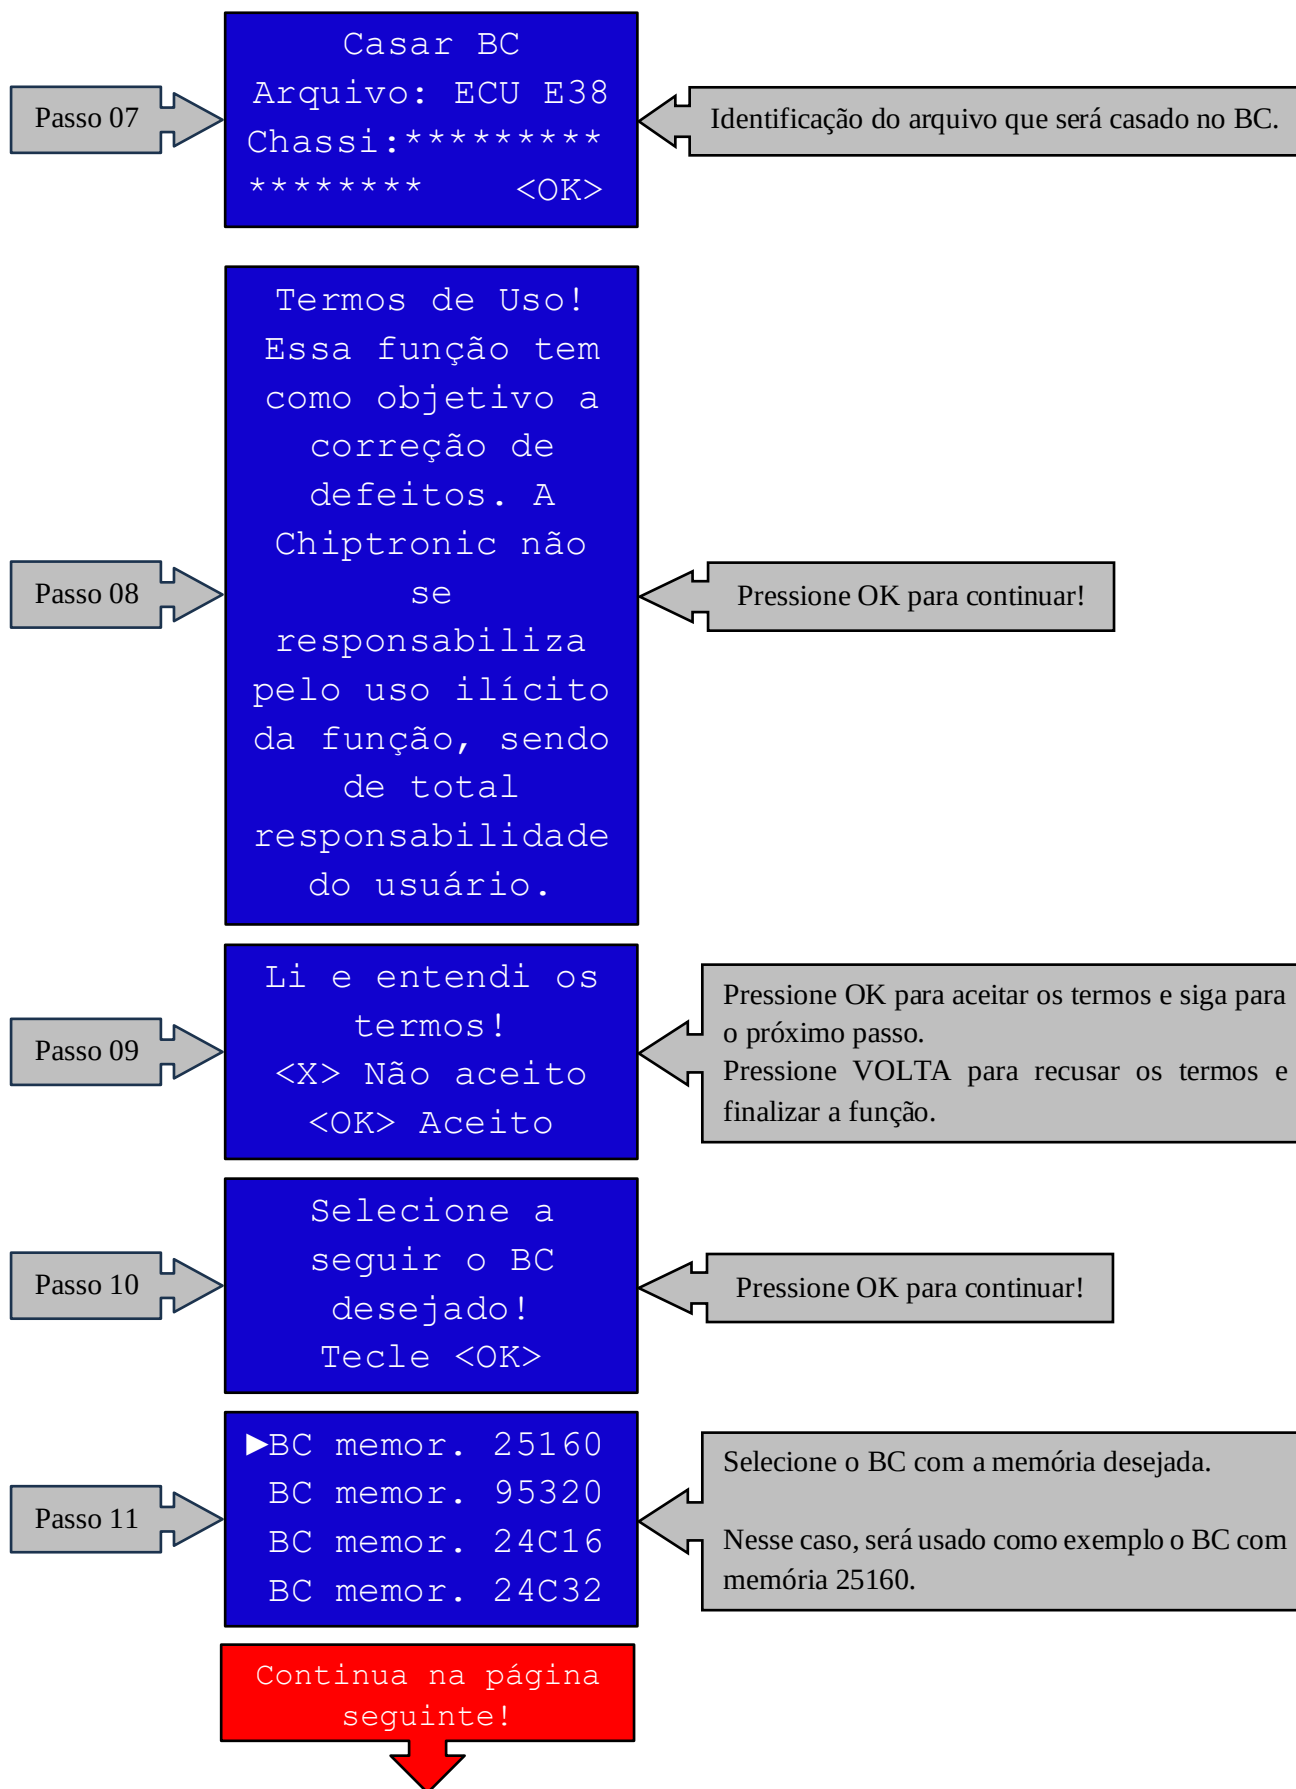 Passo 07
Casar BC
Arquivo: ECU E38
Chassi:*********
******** <OK>
Identificação do arquivo que será casado no BC.
Passo 08
Termos de Uso!
Essa função tem
como objetivo a
correção de
defeitos. A
Chiptronic não
se
responsabiliza
pelo uso ilícito
da função, sendo
de total
responsabilidade
do usuário.
Pressione OK para continuar!
Passo 09
Li e entendi os
termos!
<X> Não aceito
<OK> Aceito
Pressione OK para aceitar os termos e siga para
o próximo passo.
Pressione VOLTA para recusar os termos e
finalizar a função.
Passo 10
Selecione a
seguir o BC
desejado!
Tecle <OK>
Pressione OK para continuar!
Passo 11
►BC memor. 25160
BC memor. 95320
BC memor. 24C16
BC memor. 24C32
Selecione o BC com a memória desejada.
Nesse caso, será usado como exemplo o BC com
memória 25160.
Continua na página
seguinte!